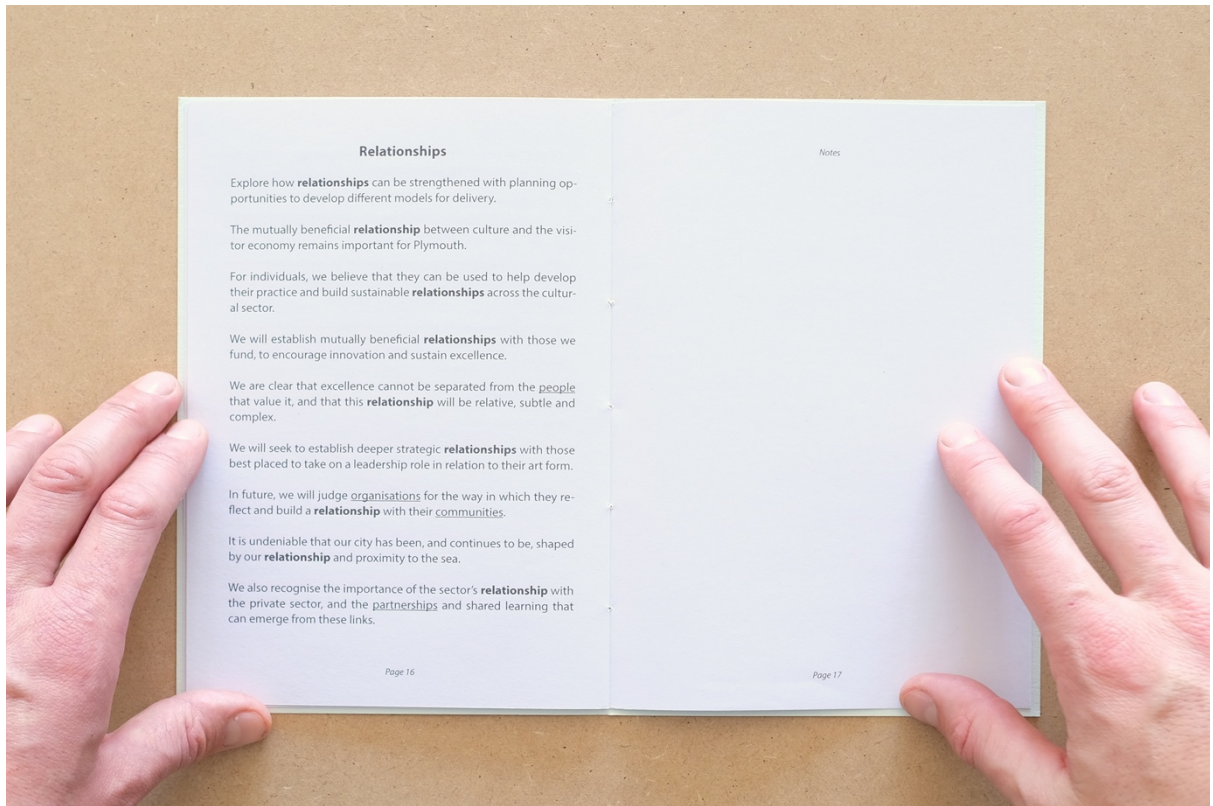 Relationships
Explore how relationships can be strengthened with planning op-
portunities to develop different models for delivery.
The mutually beneficial relationship between culture and the visi-
tor economy remains important for Plymouth.
For individuals, we believe that they can be used to help develop
their practice and build sustainable relationships across the cultur-
al sector.
We will establish mutually beneficial relationships with those we
fund, to encourage innovation and sustain excellence.
We are clear that excellence cannot be separated from the people
that value it, and that this relationship will be relative, subtle and
complex.
We will seek to establish deeper strategic relationships with those
best placed to take on a leadership role in relation to their art form.
In future, we will judge organisations for the way in which they re-
flect and build a relationship with their communities.
It is undeniable that our city has been, and continues to be, shaped
by our relationship and proximity to the sea.
We also recognise the importance of the sector's relationship with
the private sector, and the partnerships and shared learning that
can emerge from these links.
Page 16
Notes
Page 17